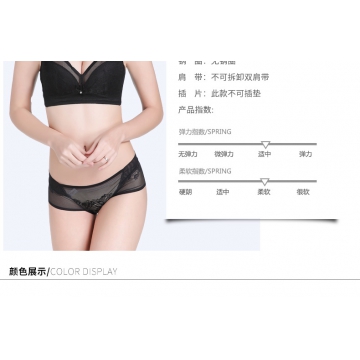 肩 带：不可拆卸双肩带
插 片：此款不可插垫
产品指数:
弹力指数/SPRING
无弹力 微弹力 适中 弹力
柔软指数/SPRING
硬朗 适中 柔软 很软
颜色展示/COLOR DISPLAY